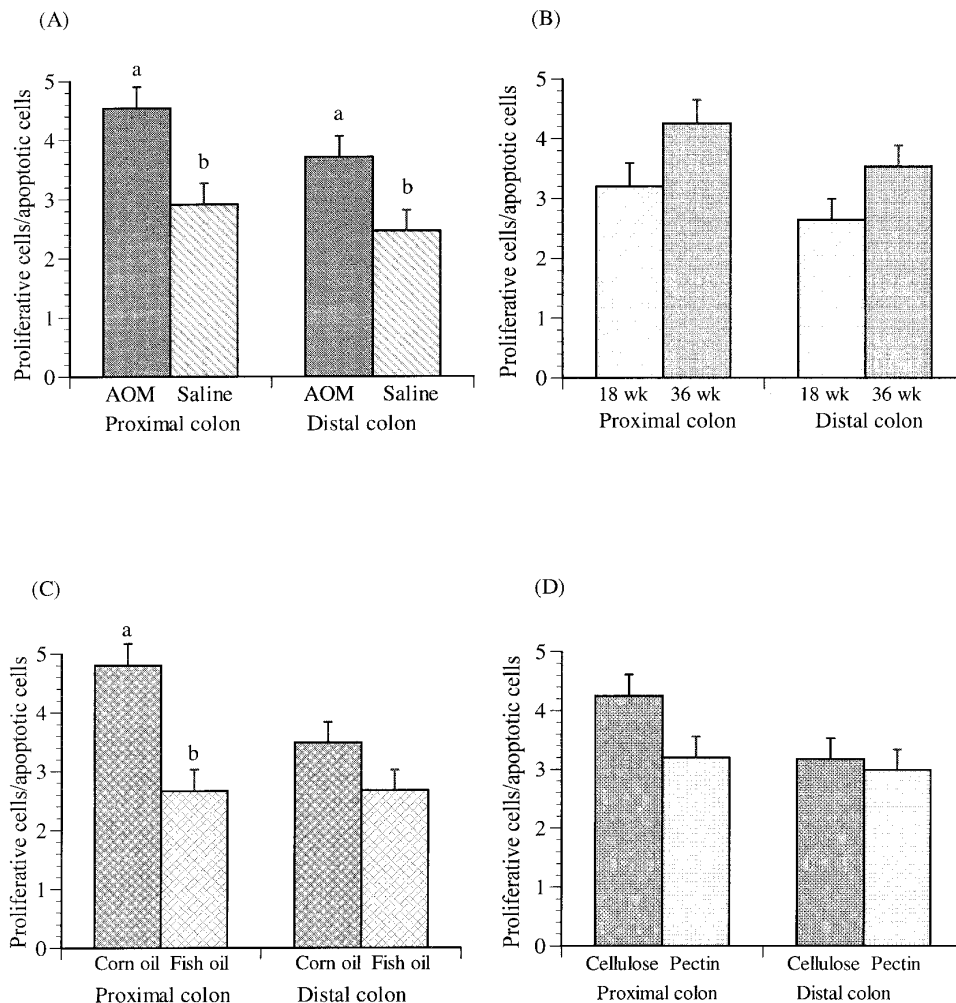 (A)
Proliferative cells/apoptotic cells
5
4
3
2
1
0
a
b
a
b
AOM Saline AOM Saline
Proximal colon Distal colon
(B)
Proliferative cells/apoptotic cells
5
4
3
2
1
0
18 wk 36 wk 18 wk 36 wk
Proximal colon Distal colon
(C)
Proliferative cells/apoptotic cells
5
4
3
2
1
0
a
b
Corn oil Fish oil Corn oil Fish oil
Proximal colon Distal colon
(D)
Proliferative cells/apoptotic cells
5
4
3
2
1
0
Cellulose Pectin Cellulose Pectin
Proximal colon Distal colon